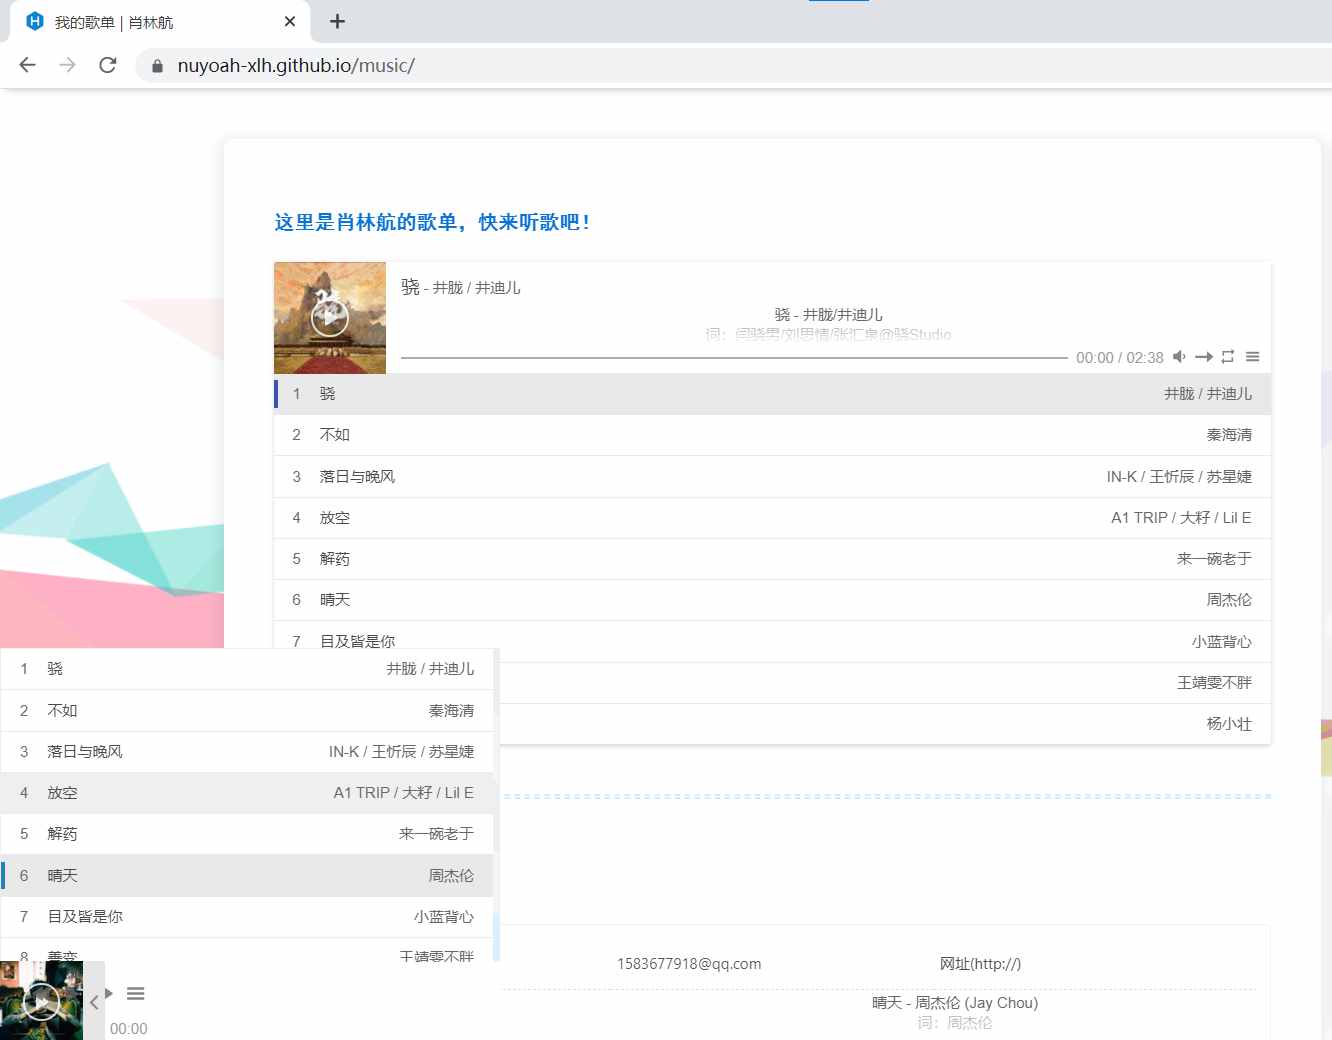 我的歌单 | 肖林航
nuyoah-xlh.github.io/music/
这里是肖林航的歌单，快来听歌吧！
骁 - 井胧 / 井迪儿
骁 - 井胧/井迪儿
词：闫骁男/刘思情/张汇泉@骁Studio
00:00 / 02:38
1 骁 井胧 / 井迪儿
2 不如 秦海清
3 落日与晚风 IN-K / 王忻辰 / 苏星婕
4 放空 A1 TRIP / 大籽 / Lil E
5 解药 来一碗老于
6 晴天 周杰伦
7 目及皆是你 小蓝背心
王靖雯不胖
杨小壮
1 骁 井胧 / 井迪儿
2 不如 秦海清
3 落日与晚风 IN-K / 王忻辰 / 苏星婕
4 放空 A1 TRIP / 大籽 / Lil E
5 解药 来一碗老于
6 晴天 周杰伦
7 目及皆是你 小蓝背心
8 善变 王靖雯不胖
1583677918@qq.com 网址(http://)
晴天 - 周杰伦 (Jay Chou)
词：周杰伦
00:00